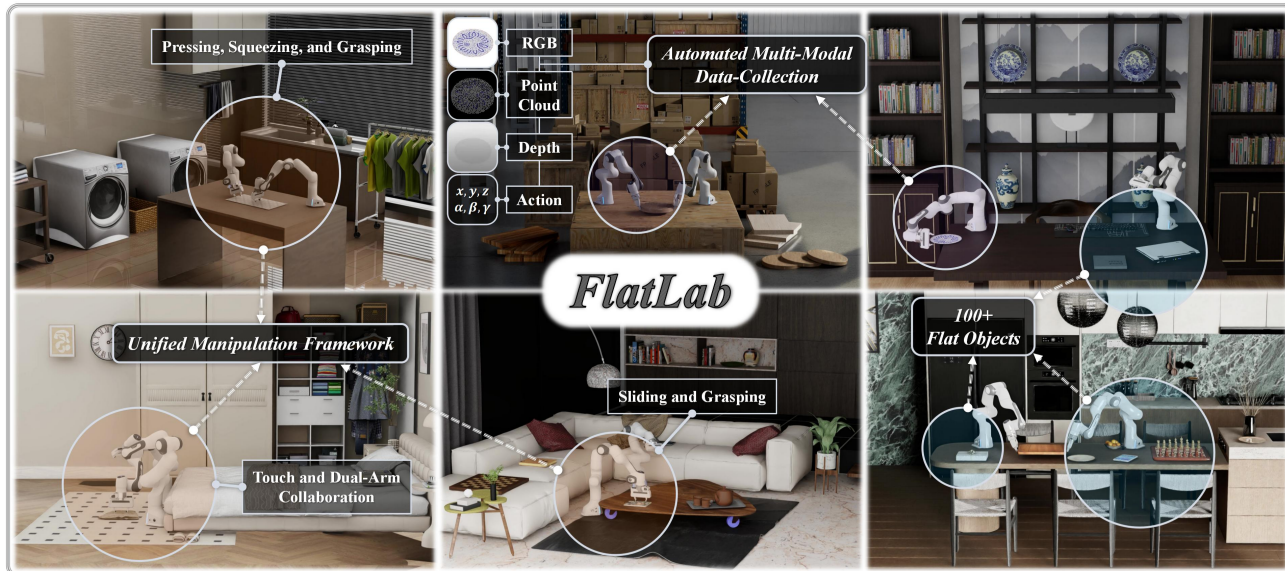 Pressing, Squeezing, and Grasping
RGB
Point
Cloud
Depth
x, y, z
α, β, γ
Action
Automated Multi-Modal
Data-Collection
FlatLab
Unified Manipulation Framework
Touch and Dual-Arm
Collaboration
Sliding and Grasping
100+
Flat Objects